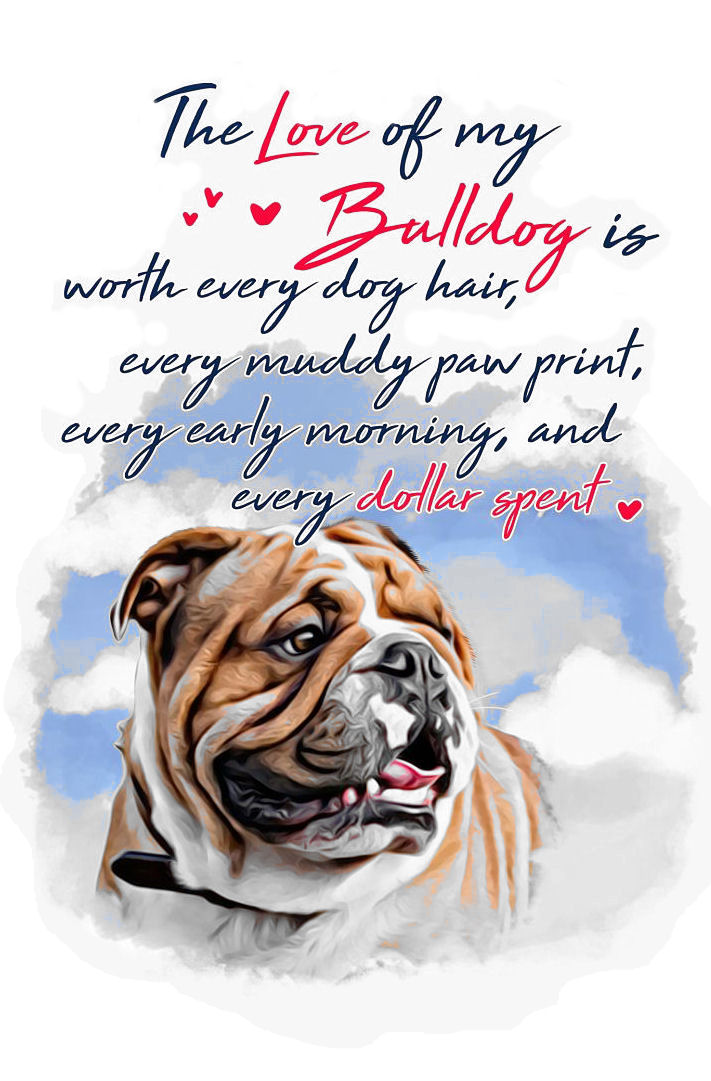 The Love of my
Bulldog is
worth every dog hair,
every muddy paw print,
every early morning, and
every dollar spent